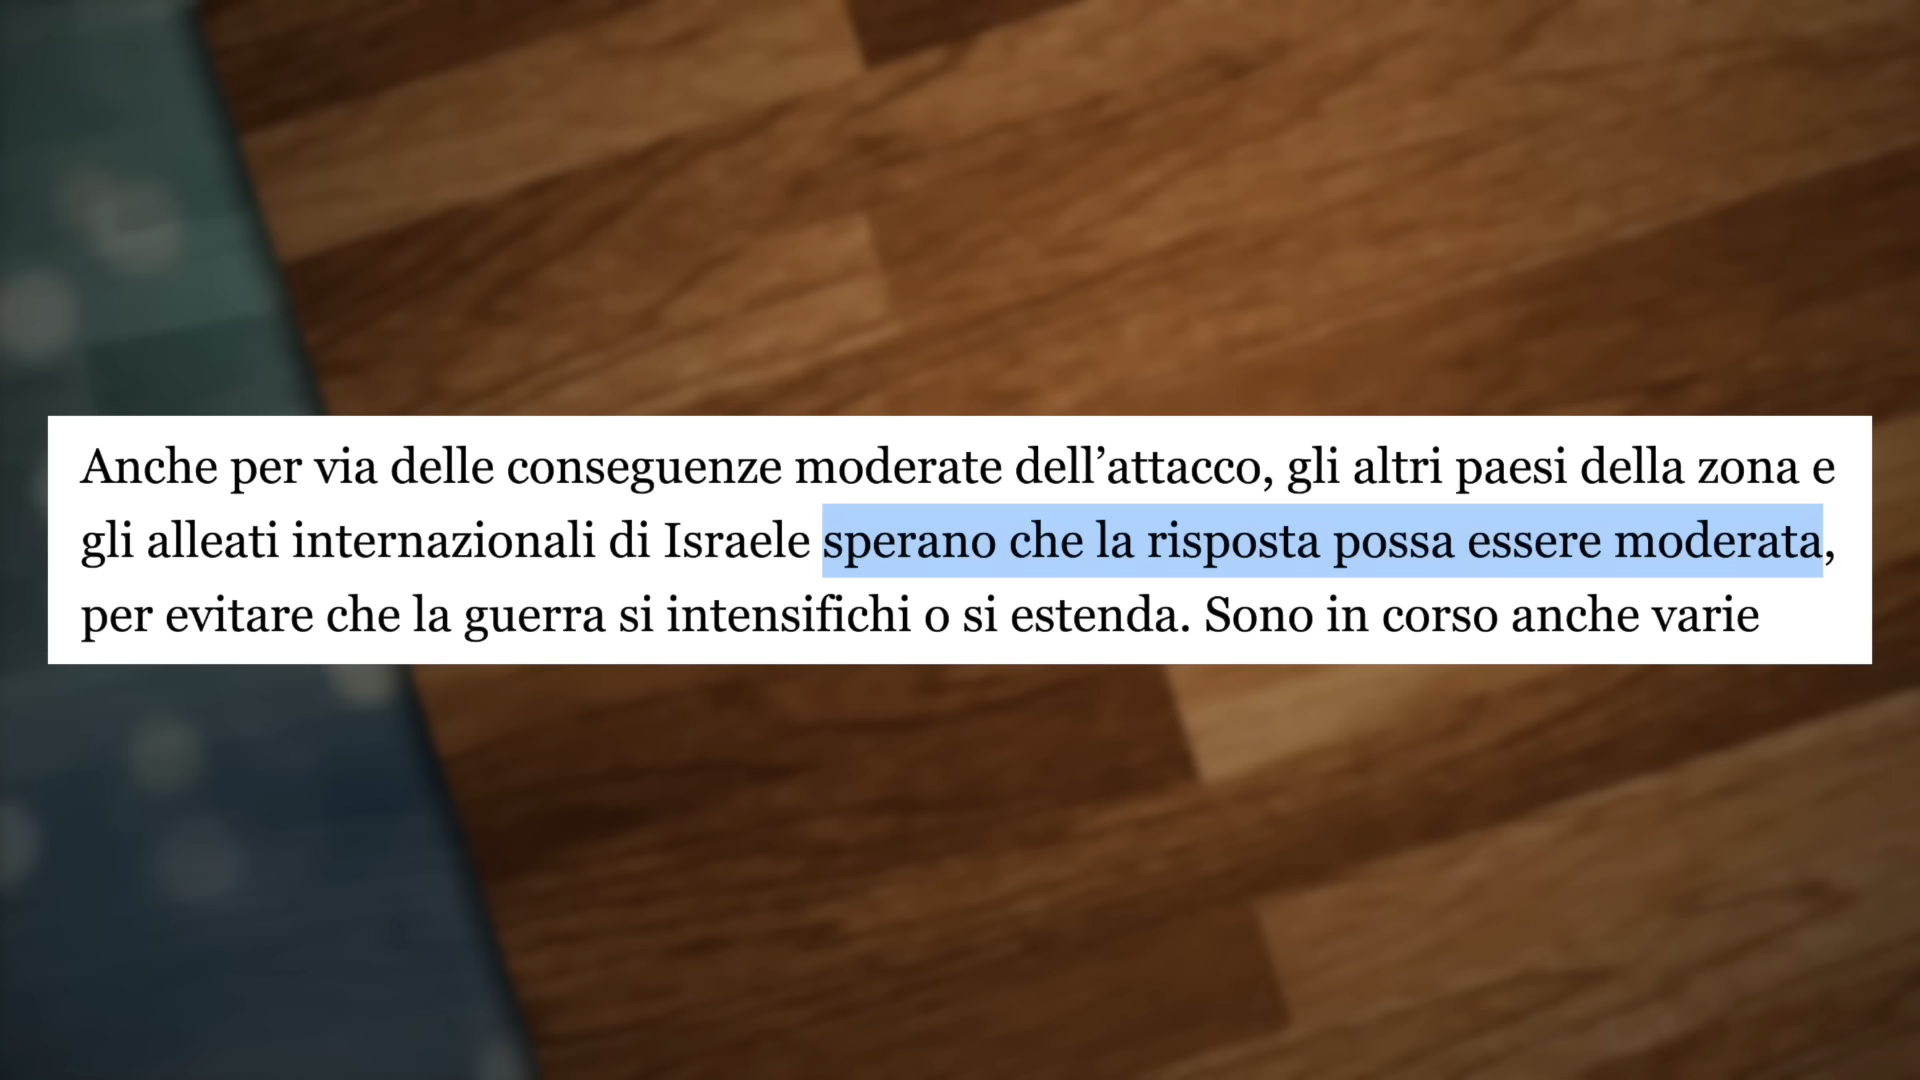 Anche per via delle conseguenze moderate dell’attacco, gli altri paesi della zona e
gli alleati internazionali di Israele sperano che la risposta possa essere moderata,
per evitare che la guerra si intensifichi o si estenda. Sono in corso anche varie